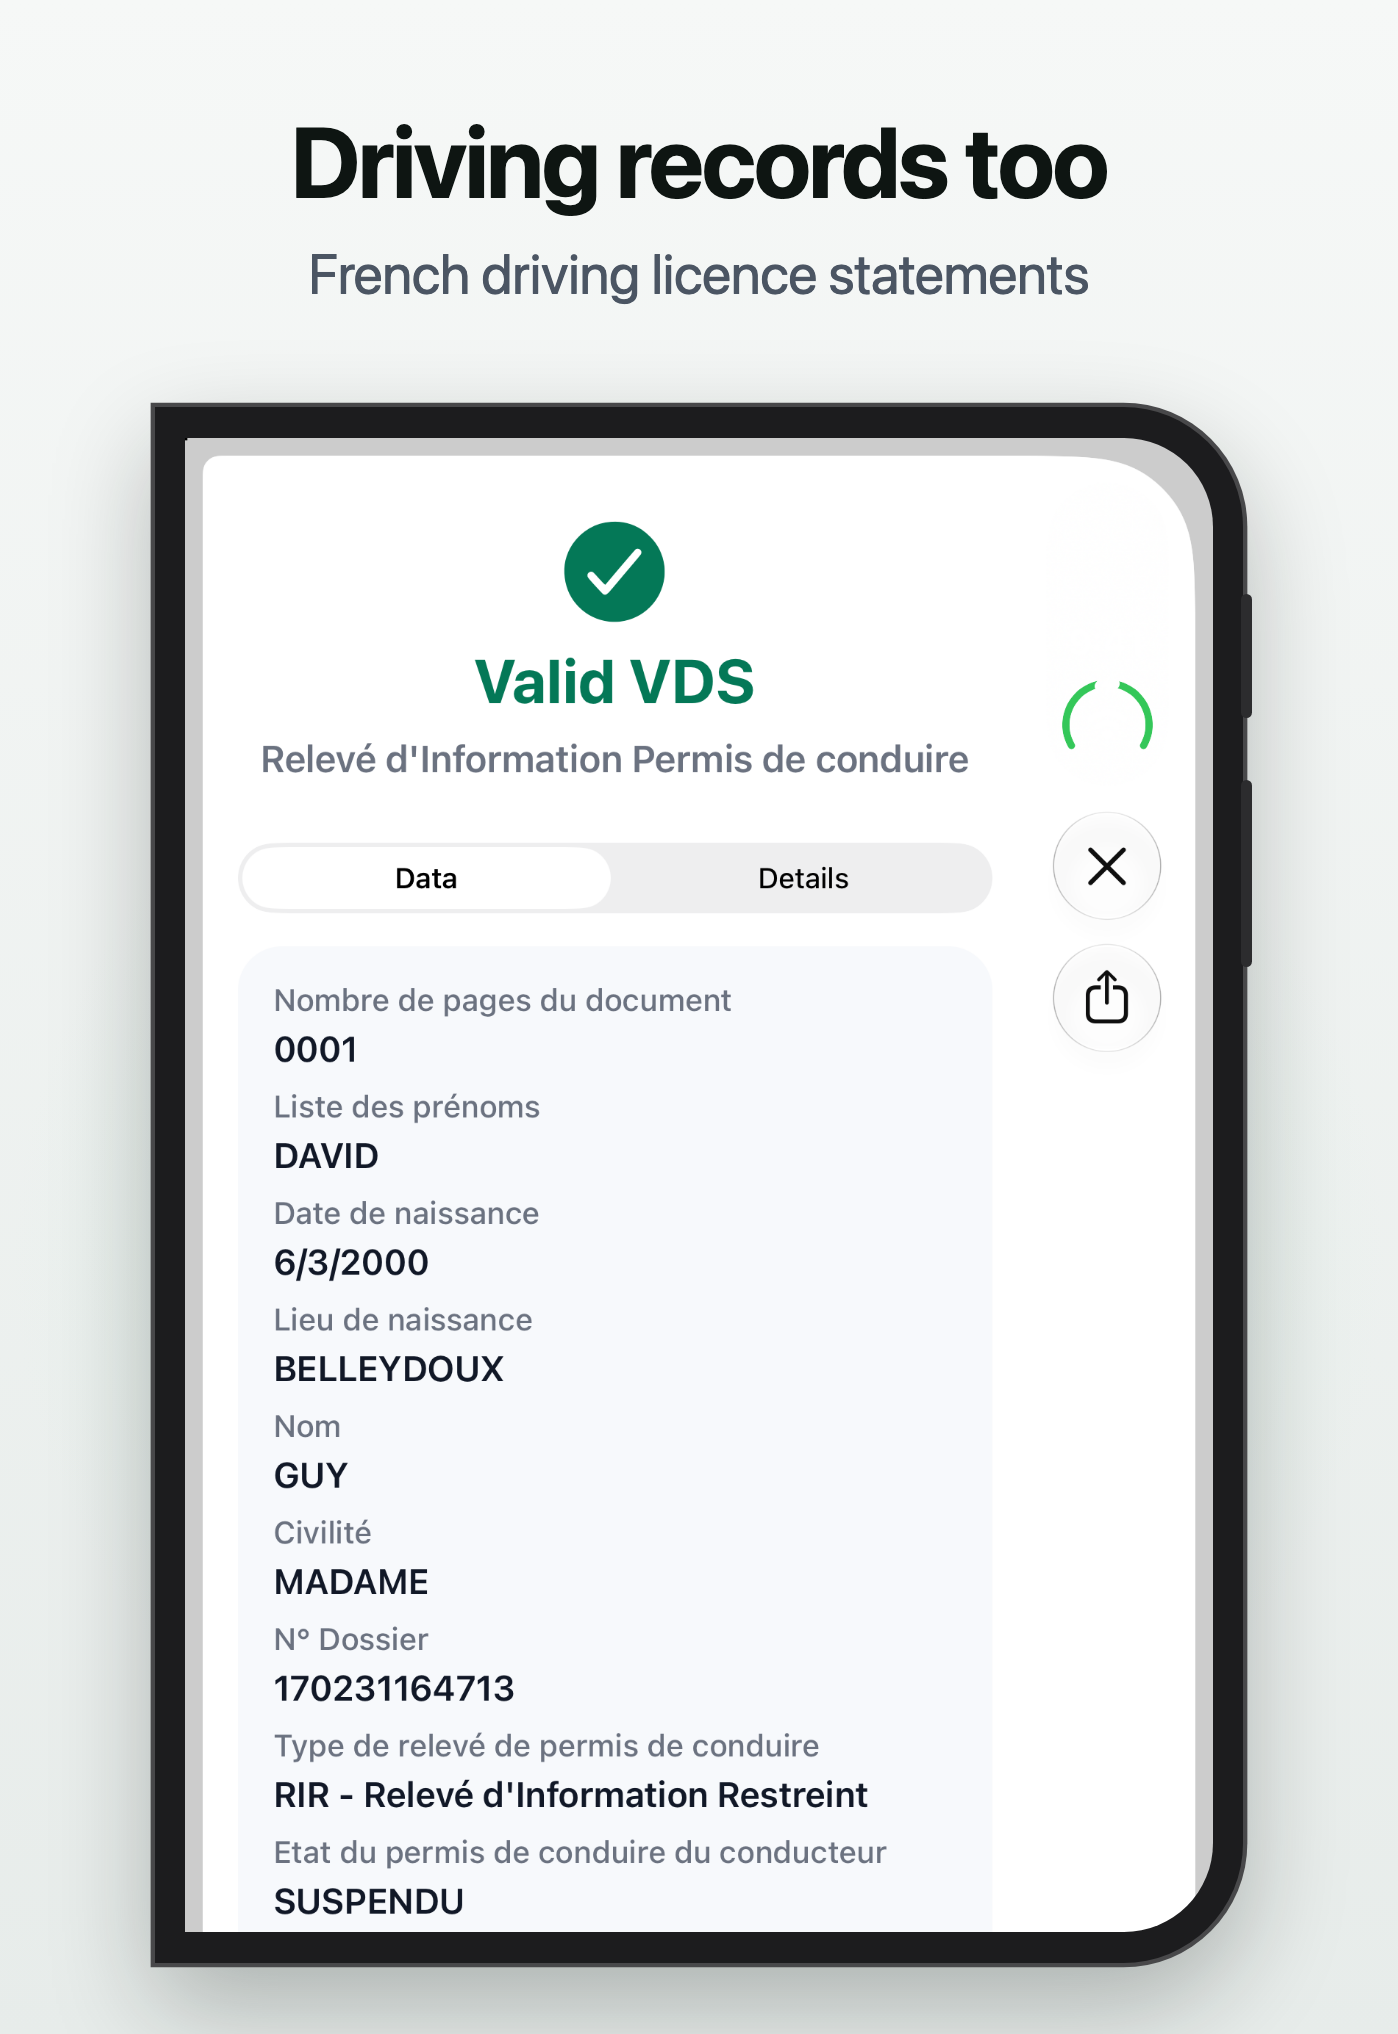 Driving records too
French driving licence statements
Valid VDS
Relevé d'Information Permis de conduire
Data
Details
Nombre de pages du document
0001
Liste des prénoms
DAVID
Date de naissance
6/3/2000
Lieu de naissance
BELLEYDOUX
Nom
GUY
Civilité
MADAME
N° Dossier
170231164713
Type de relevé de permis de conduire
RIR - Relevé d'Information Restreint
Etat du permis de conduire du conducteur
SUSPENDU